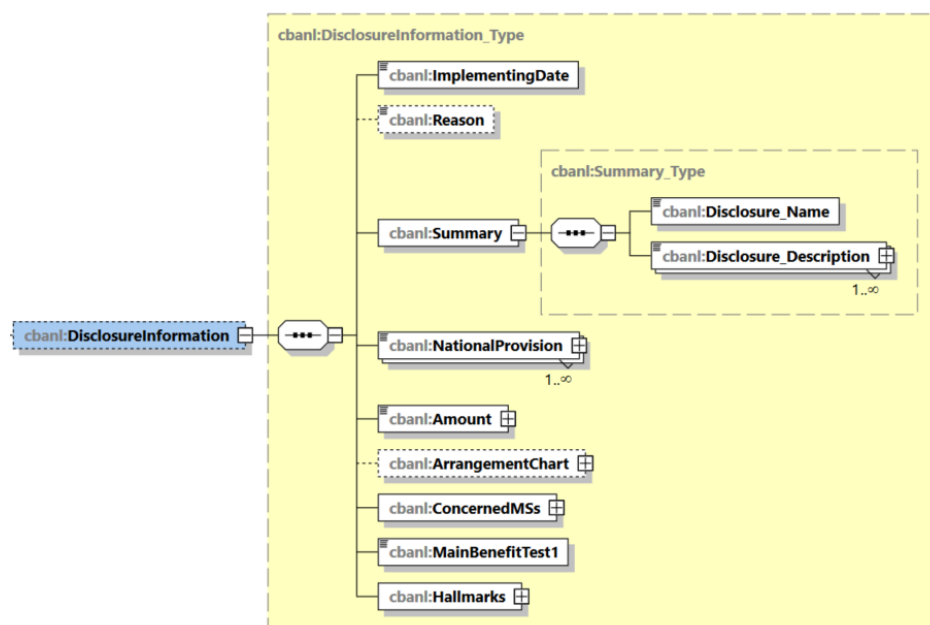 cbanl:DisclosureInformation_Type
cbanl:ImplementingDate
cbanl:Reason
cbanl:Summary_Type
cbanl:Disclosure_Name
cbanl:Summary
cbanl:Disclosure_Description
1..∞
cbanl:DisclosureInformation
cbanl:NationalProvision
1..∞
cbanl:Amount
cbanl:ArrangementChart
cbanl:ConcernedMSs
cbanl:MainBenefitTest1
cbanl:Hallmarks